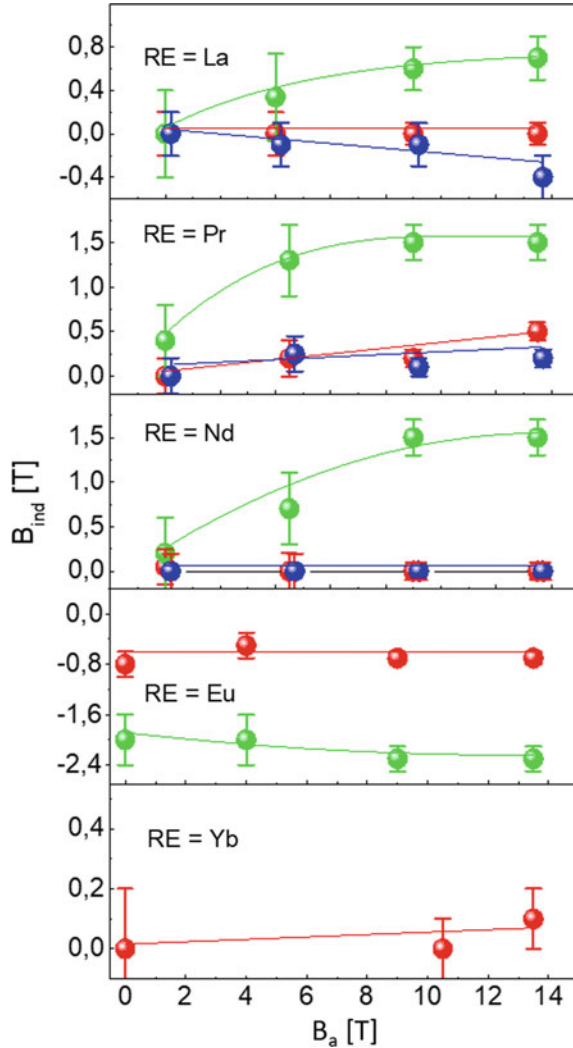 0,8
RE = La
0,4
0,0
-0,4
1,5
RE = Pr
1,0
0,5
0,0
RE = Nd
1,5
1,0
0,5
0,0
B_ind [T]
0,0
-0,8
-1,6
RE = Eu
-2,4
0,4
RE = Yb
0,2
0,0
0 2 4 6 8 10 12 14
B_a [T]